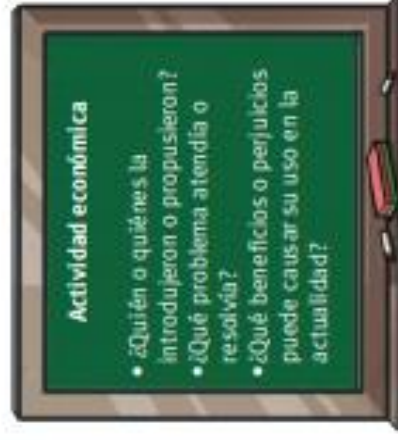 Actividad económica
• ¿Quién o quiénes la
introdujeron o propusieron?
• ¿Qué problema atendía o
resolvía?
• ¿Qué beneficios o perjuicios
puede causar su uso en la
actualidad?